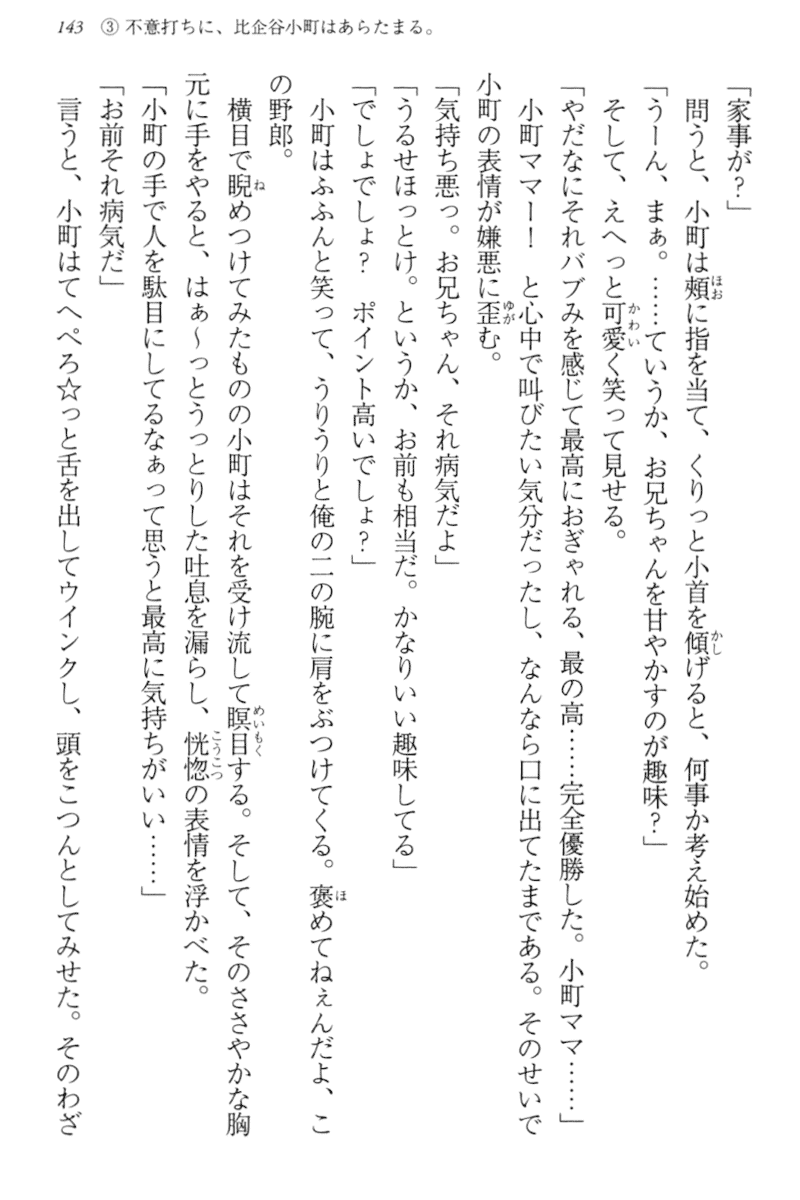 143 ③ 不意打ちに、比企谷小町はあらたまる。
「家事が？」
問うと、小町は頰に指を当て、くりっと小首を傾げると、何事か考え始めた。
「うーん、まぁ。……ていうか、お兄ちゃんを甘やかすのが趣味？」
そして、えへっと可愛く笑って見せる。
「やだなにそれバブみを感じて最高におぎゃれる、最の高……完全優勝した。小町ママ……」
小町ママー！　と心中で叫びたい気分だったし、なんなら口に出てたまである。そのせいで
小町の表情が嫌悪に歪む。
「気持ち悪っ。お兄ちゃん、それ病気だよ」
「うるせほっとけ。というか、お前も相当だ。かなりいい趣味してる」
「でしょでしょ？　ポイント高いでしょ？」
小町はふふんと笑って、うりうりと俺の二の腕に肩をぶつけてくる。褒めてねぇんだよ、こ
の野郎。
横目で睨めつけてみたものの小町はそれを受け流して瞑目する。そして、そのささやかな胸
元に手をやると、はぁ～っとうっとりした吐息を漏らし、恍惚の表情を浮かべた。
「小町の手で人を駄目にしてるなぁって思うと最高に気持ちがいい……」
「お前それ病気だ」
言うと、小町はてへぺろ☆っと舌を出してウインクし、頭をこつんとしてみせた。そのわざ